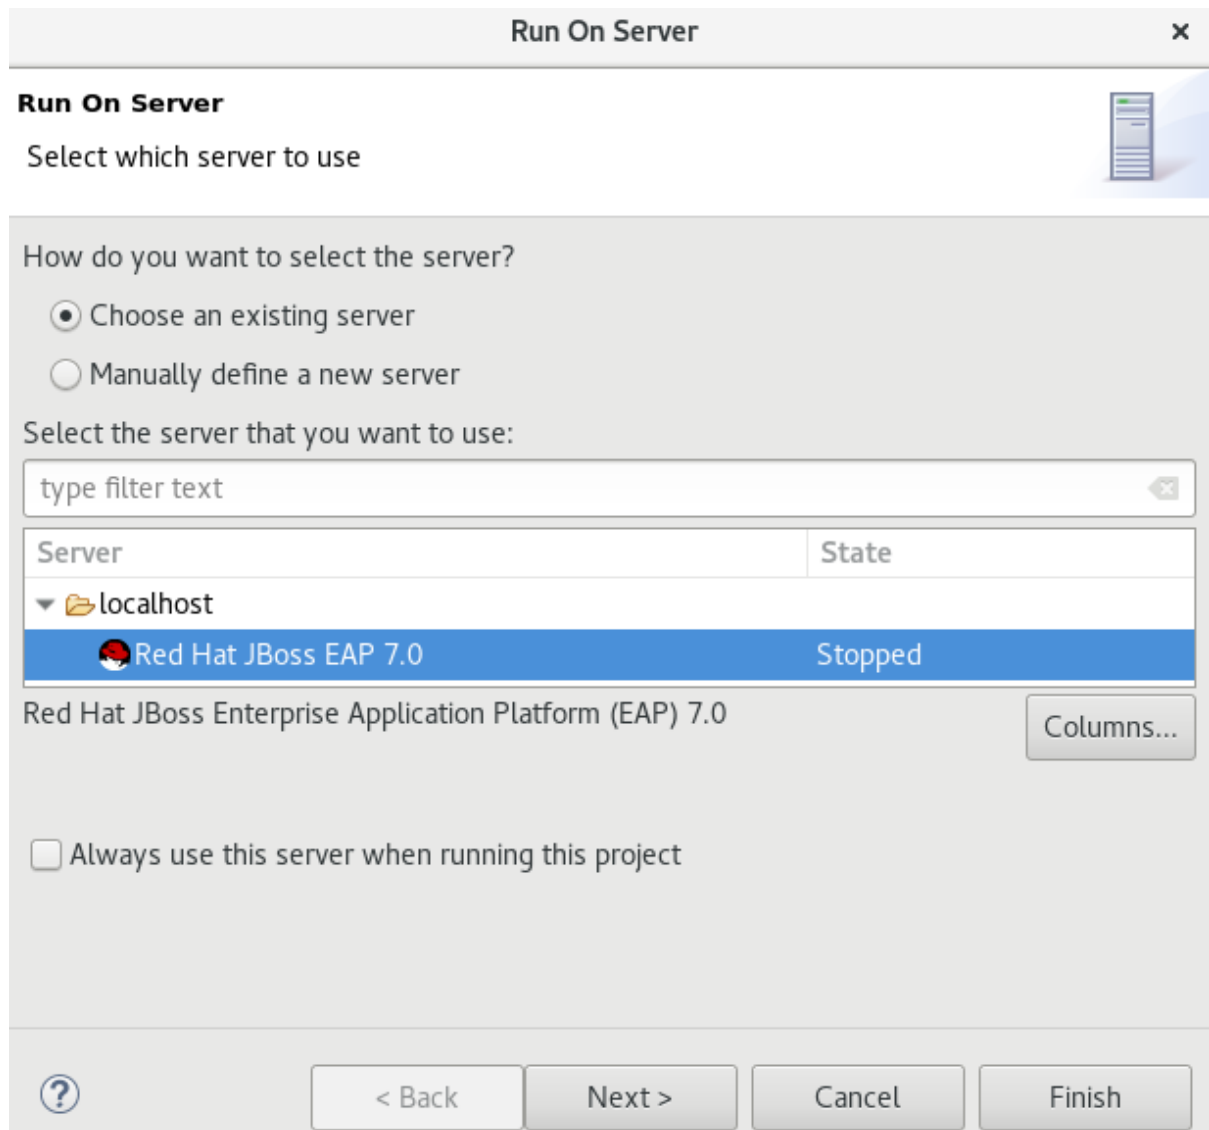 Run On Server
Run On Server
Select which server to use
How do you want to select the server?
Choose an existing server
Manually define a new server
Select the server that you want to use:
type filter text
Server State
localhost
Red Hat JBoss EAP 7.0 Stopped
Red Hat JBoss Enterprise Application Platform (EAP) 7.0
Columns...
Always use this server when running this project
? < Back Next > Cancel Finish